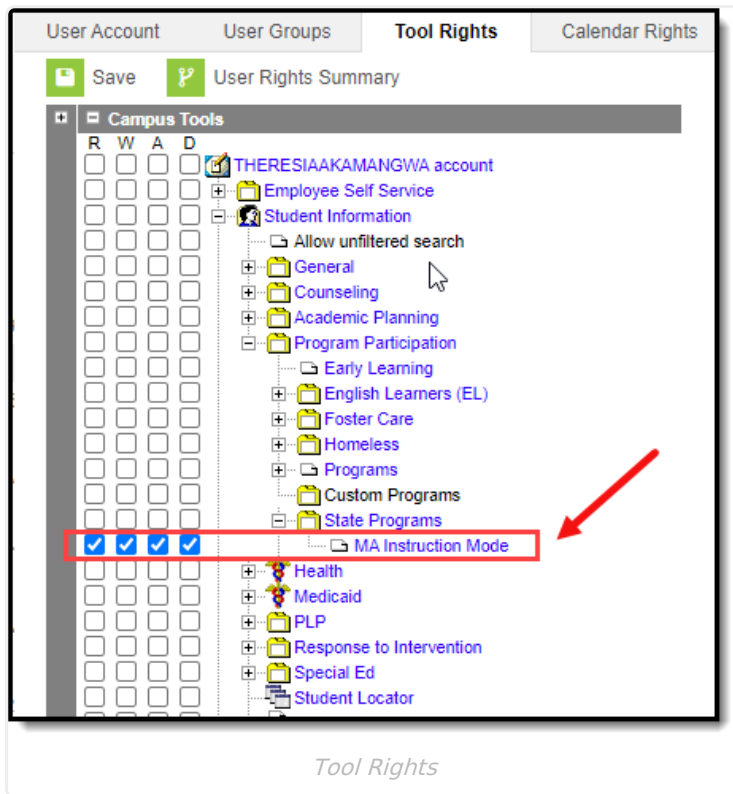 User Account User Groups Tool Rights Calendar Rights
Save User Rights Summary
Campus Tools
R W A D
THERESIAAKAMANGWA account
Employee Self Service
Student Information
Allow unfiltered search
General
Counseling
Academic Planning
Program Participation
Early Learning
English Learners (EL)
Foster Care
Homeless
Programs
Custom Programs
State Programs
MA Instruction Mode
Health
Medicaid
PLP
Response to Intervention
Special Ed
Student Locator
Tool Rights